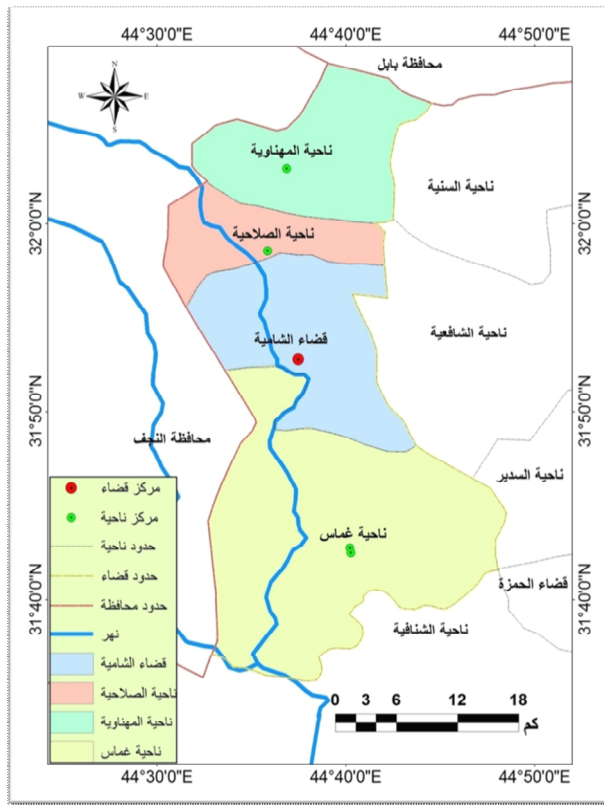 44°30'0"E 44°40'0"E 44°50'0"E
محافظة بابل
N
W E
S
ناحية المهناوية
ناحية السنية
32°0'0"N 32°0'0"N
ناحية الصلاحية
ناحية الشافعية
قضاء الشامية
31°50'0"N 31°50'0"N
محافظة النجف
ناحية السدير
مركز قضاء
مركز ناحية
حدود ناحية
حدود قضاء
حدود محافظة
نهر
قضاء الشامية
ناحية الصلاحية
ناحية المهناوية
ناحية غماس
ناحية غماس
قضاء الحمزة
31°40'0"N 31°40'0"N
ناحية الشنافية
0 3 6 12 18
كم
44°30'0"E 44°40'0"E 44°50'0"E